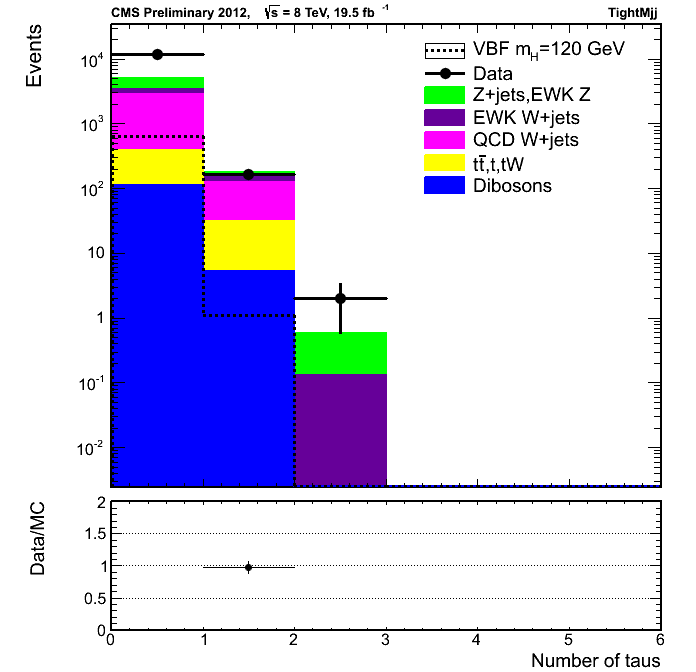 CMS Preliminary 2012, √s = 8 TeV, 19.5 fb⁻¹ TightMjj
Events
10⁴
10³
10²
10
1
10⁻¹
10⁻²
VBF m_H=120 GeV
Data
Z+jets,EWK Z
EWK W+jets
QCD W+jets
tt̄,t,tW
Dibosons
Data/MC
2
1.5
1
0.5
0
0 1 2 3 4 5 6
Number of taus